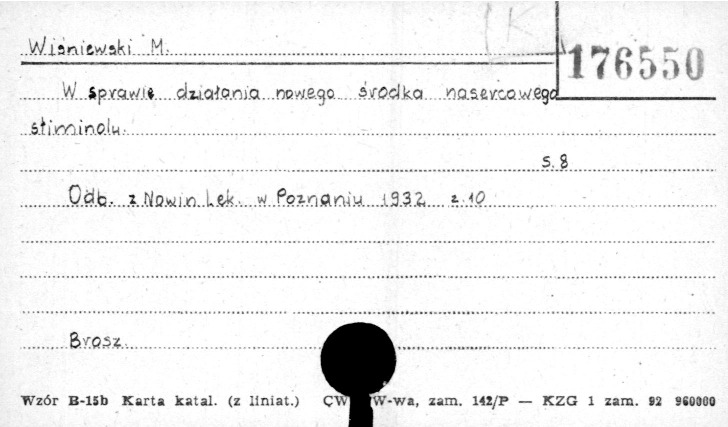 Wiśniewski M.
176550
W sprawie działania nowego środka nasercowego
stiminolu.
s. 8
Odb. z Nowin Lek. w Poznaniu 1932 z. 10
Brosz.
Wzór B-15b Karta katal. (z liniat.) CW W-wa, zam. 142/P — KZG 1 zam. 92 960000